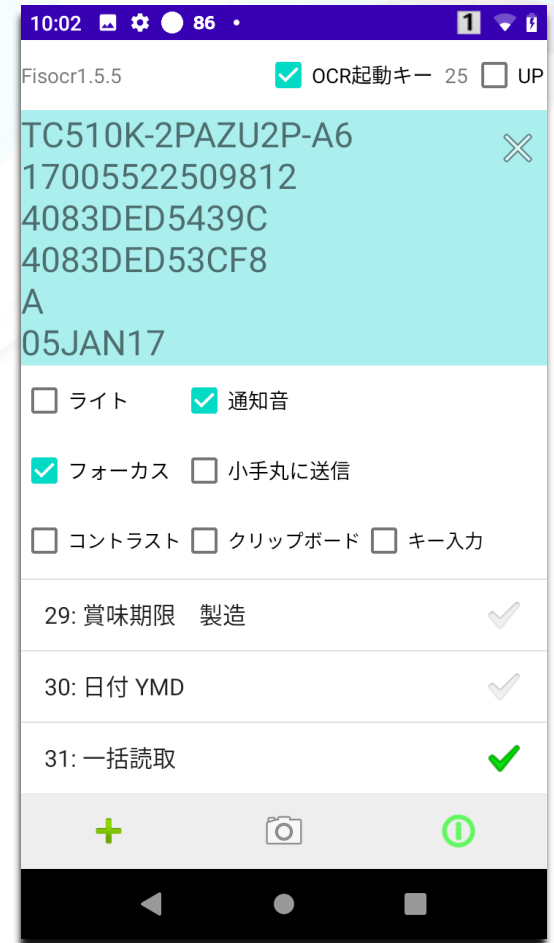 10:02 86 • 1
Fisocr1.5.5 OCR起動キー 25 UP
TC510K-2PAZU2P-A6
17005522509812
4083DED5439C
4083DED53CF8
A
05JAN17
ライト 通知音
フォーカス 小手丸に送信
コントラスト クリップボード キー入力
29: 賞味期限　製造
30: 日付 YMD
31: 一括読取